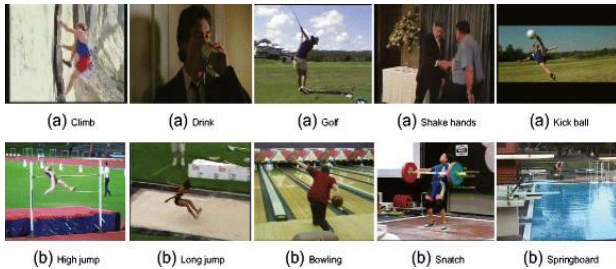 (a) Climb
(a) Drink
(a) Golf
(a) Shake hands
(a) Kick ball
(b) High jump
(b) Long jump
(b) Bowling
(b) Snatch
(b) Springboard